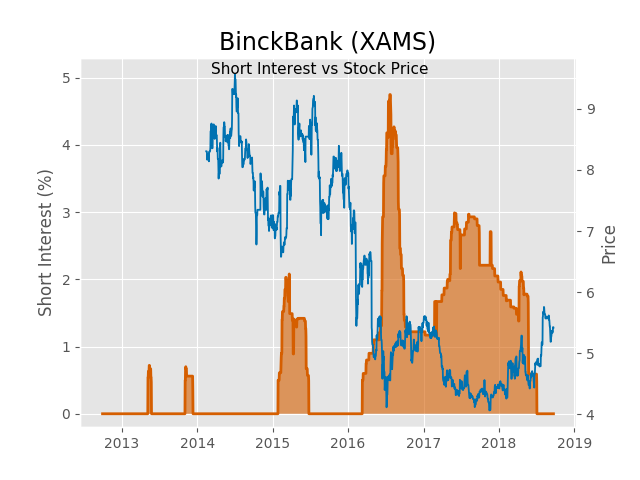 BinckBank (XAMS)
Short Interest vs Stock Price
Short Interest (%)
5
4
3
2
1
0
9
8
7
6
5
4
Price
2013 2014 2015 2016 2017 2018 2019